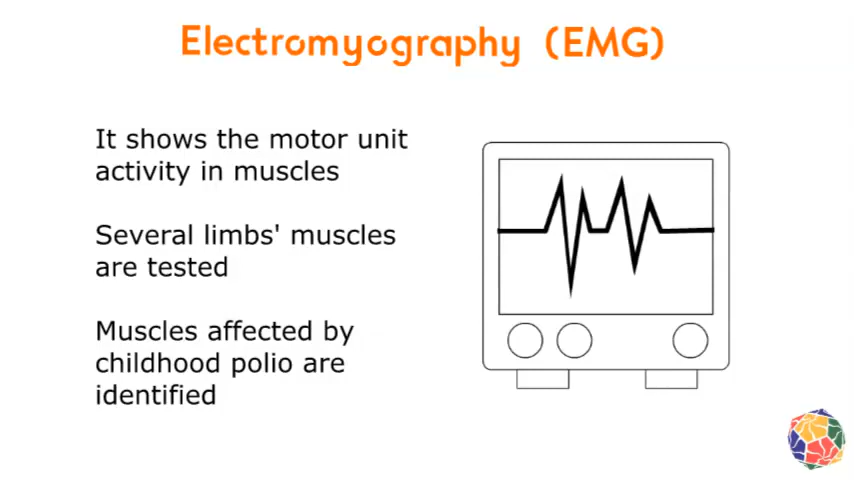 Electromyography (EMG)
It shows the motor unit
activity in muscles
Several limbs' muscles
are tested
Muscles affected by
childhood polio are
identified